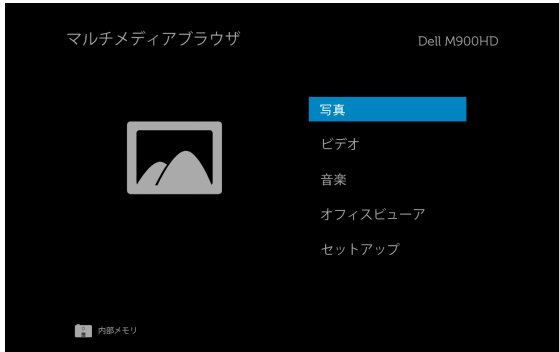 マルチメディアブラウザ
Dell M900HD
写真
ビデオ
音楽
オフィスビューア
セットアップ
内部メモリ